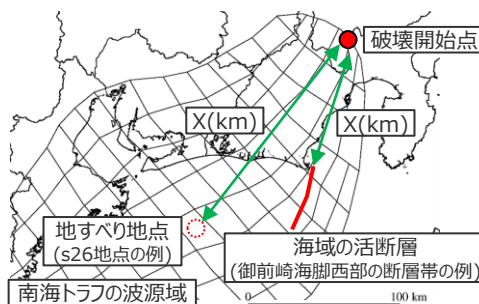 破壊開始点
X(km)
X(km)
地すべり地点
(s26地点の例)
海域の活断層
(御前崎海脚西部の断層帯の例)
南海トラフの波源域
0
100 km